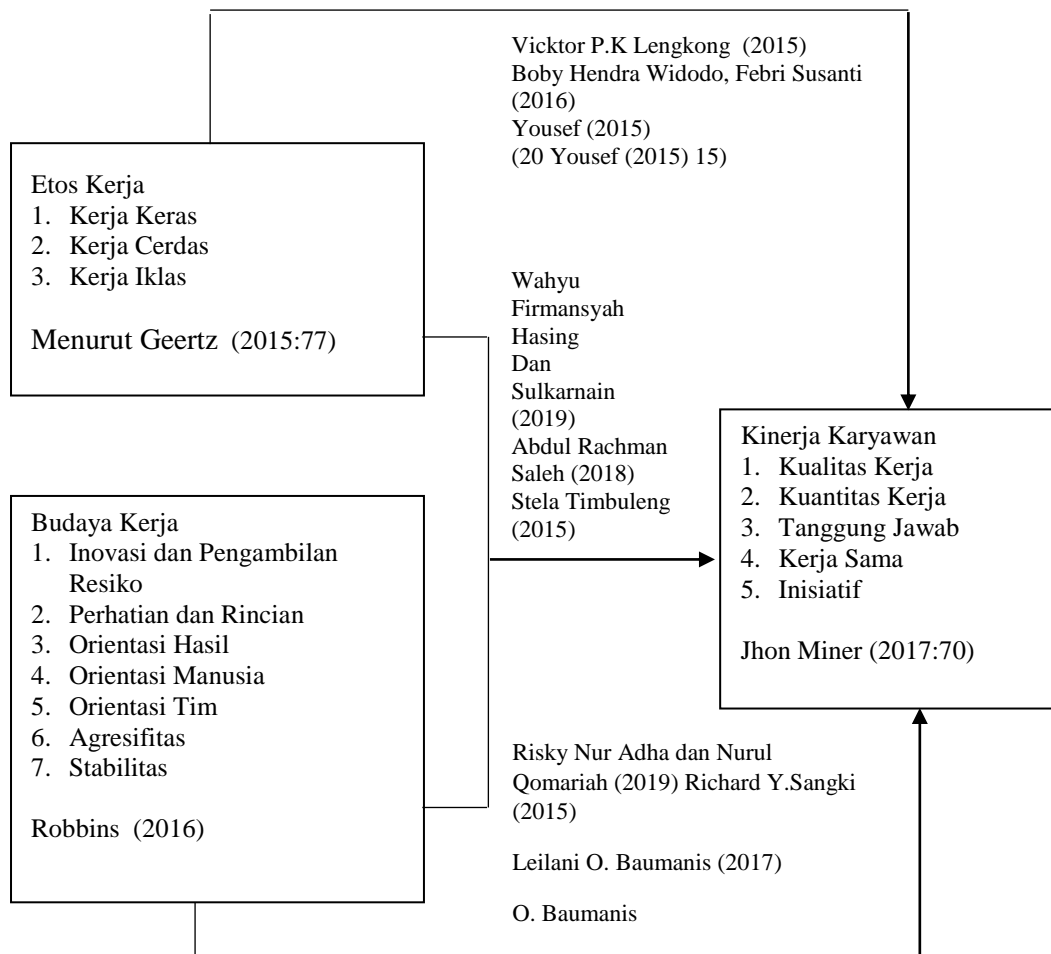 Vicktor P.K Lengkong (2015)
Boby Hendra Widodo, Febri Susanti
(2016)
Yousef (2015)
(20 Yousef (2015) 15)
Etos Kerja
1. Kerja Keras
2. Kerja Cerdas
3. Kerja Iklas
Menurut Geertz (2015:77)
Wahyu
Firmansyah
Hasing
Dan
Sulkarnain
(2019)
Abdul Rachman
Saleh (2018)
Stela Timbuleng
(2015)
Kinerja Karyawan
1. Kualitas Kerja
2. Kuantitas Kerja
3. Tanggung Jawab
4. Kerja Sama
5. Inisiatif
Jhon Miner (2017:70)
Budaya Kerja
1. Inovasi dan Pengambilan
Resiko
2. Perhatian dan Rincian
3. Orientasi Hasil
4. Orientasi Manusia
5. Orientasi Tim
6. Agresifitas
7. Stabilitas
Robbins (2016)
Risky Nur Adha dan Nurul
Qomariah (2019) Richard Y.Sangki
(2015)
Leilani O. Baumanis (2017)
O. Baumanis